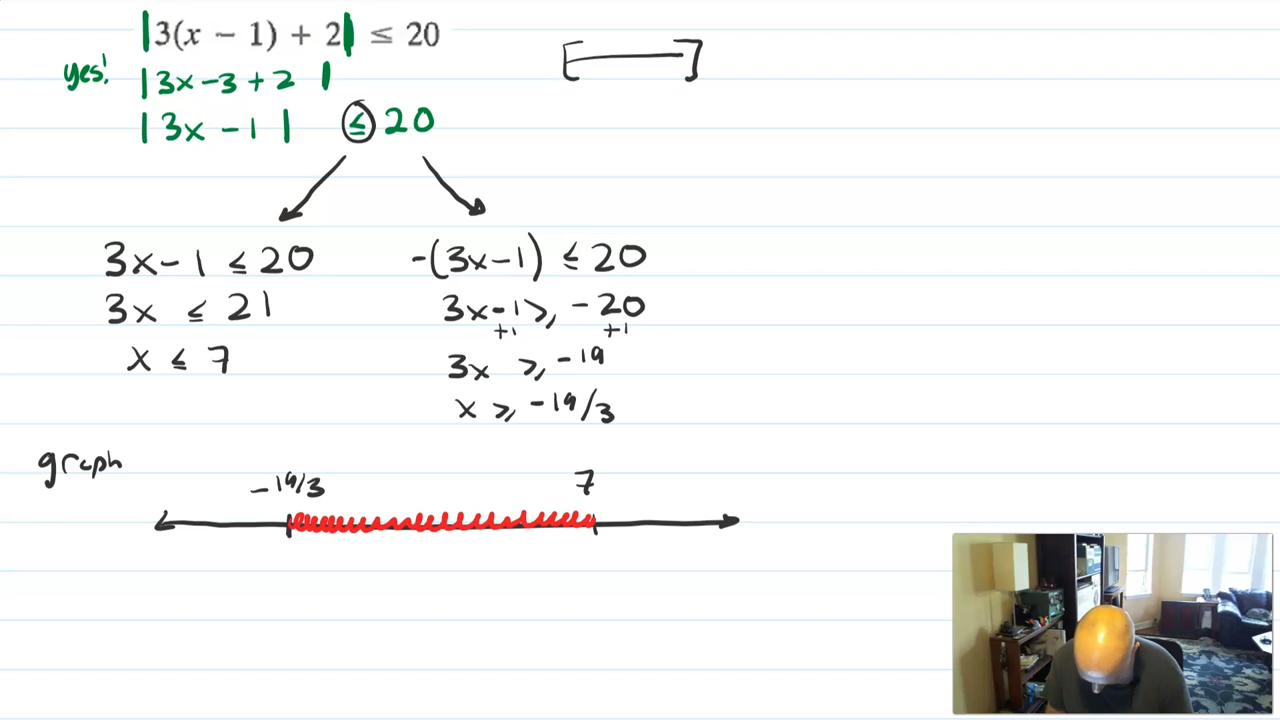 |3(x − 1) + 2| ≤ 20
yes! |3x − 3 + 2 |
|3x − 1 | ≤ 20
[ ]
3x − 1 ≤ 20
3x ≤ 21
x ≤ 7
-(3x − 1) ≤ 20
3x − 1 ≥ − 20
+1 +1
3x ≥ −19
x ≥ −19/3
graph
−19/3 7